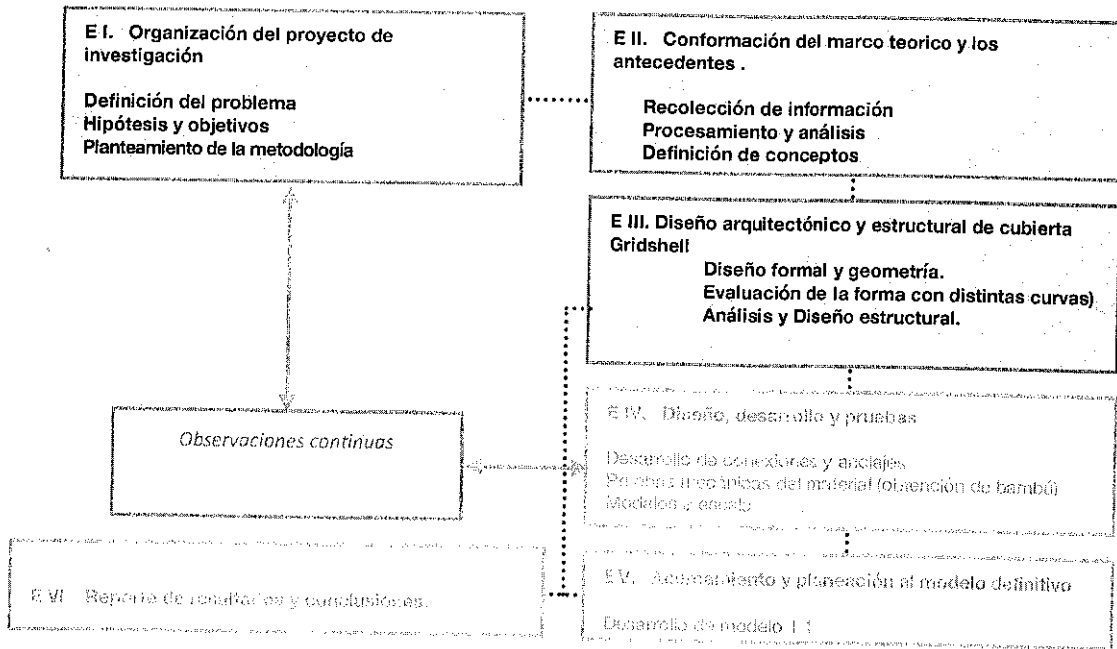 E I. Organización del proyecto de
investigación
Definición del problema
Hipótesis y objetivos
Planteamiento de la metodología
E II. Conformación del marco teorico y los
antecedentes .
Recolección de información
Procesamiento y análisis
Definición de conceptos
E III. Diseño arquitectónico y estructural de cubierta
Gridshell
Diseño formal y geometría.
Evaluación de la forma con distintas curvas)
Análisis y Diseño estructural.
Observaciones continuas
E IV. Diseño, desarrollo y pruebas
Desarrollo de conexiones y anclajes
Pruebas mecánicas del material (obtención de bambú)
Modelos a escala
E V. y planeación al modelo definitivo
Desarrollo de modelo 1:1
E VI Reporte de resultados y conclusiones.